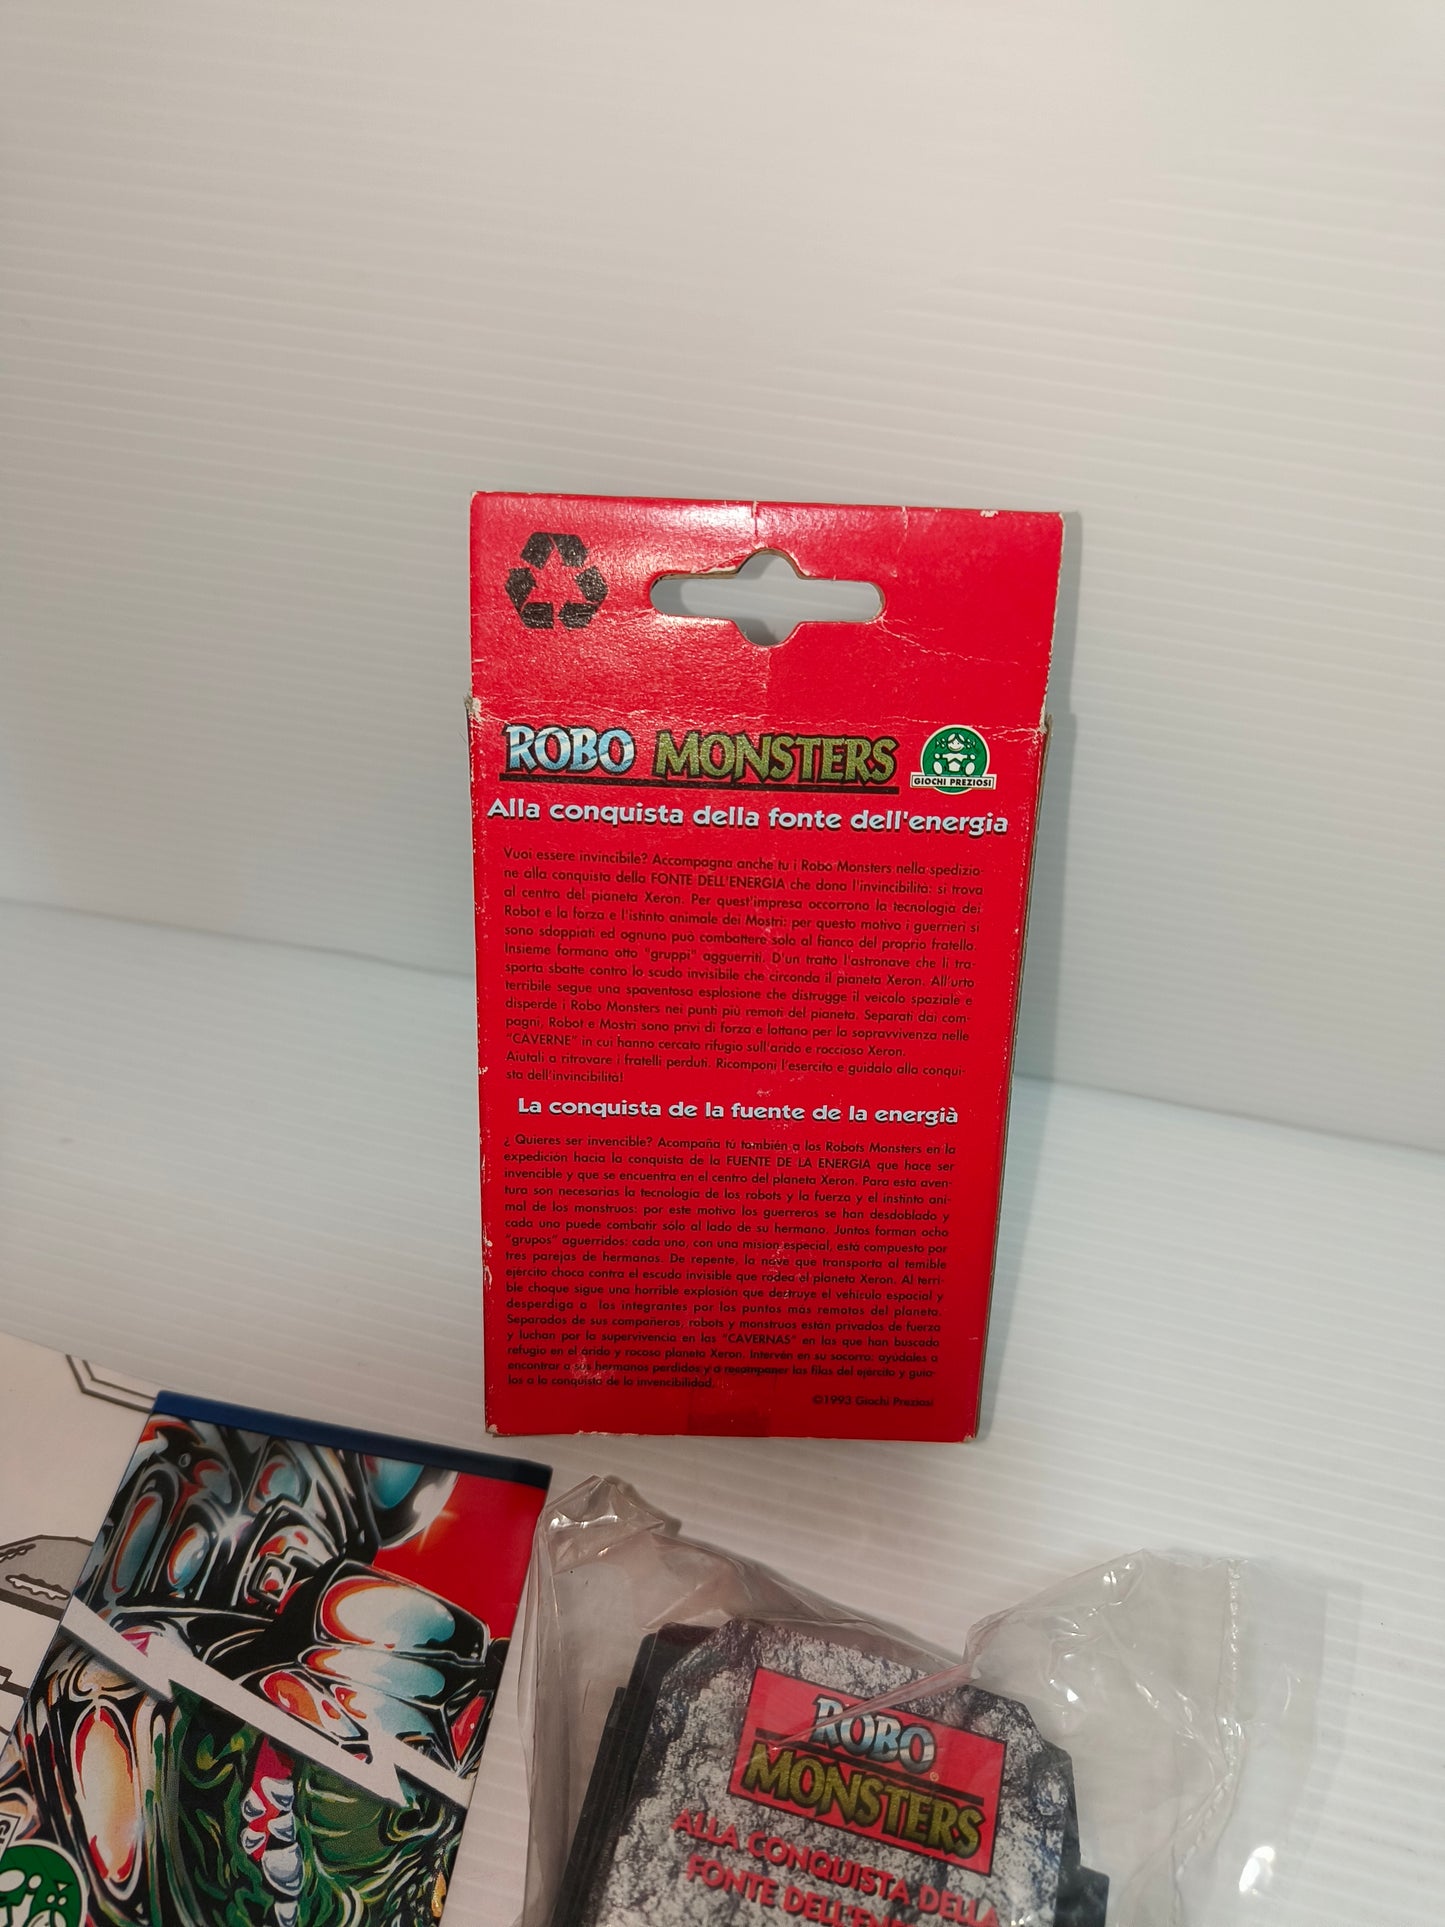 ROBO MONSTERS
GIOCHI PREZIOSI
Alla conquista della fonte dell'energia
Vuoi essere invincibile? Accompagna anche tu i Robo Monsters nella spedizio-
ne alla conquista della FONTE DELL'ENERGIA che dona l'invincibilità: si trova
al centro del pianeta Xeron. Per quest'impresa occorrono la tecnologia dei
Robot e la forza e l'istinto animale dei Mostri: per questo motivo i guerrieri si
sono sdoppiati ed ognuno può combattere solo al fianco del proprio fratello.
Insieme formano otto "gruppi" agguerriti. D'un tratto l'astronave che li tra-
sporta sbatte contro lo scudo invisibile che circonda il pianeta Xeron. All'urto
terribile segue una spaventosa esplosione che distrugge il veicolo spaziale e
disperde i Robo Monsters nei punti più remoti del pianeta. Separati dai com-
pagni, Robot e Mostri sono privi di forza e lottano per la sopravvivenza nelle
"CAVERNE" in cui hanno cercato rifugio sull'arido e roccioso Xeron.
Aiutali a ritrovare i fratelli perduti. Ricomponi l'esercito e guidalo alla conqui-
sta dell'invincibilità!
La conquista de la fuente de la energià
¿ Quieres ser invencible? Acompaña tu también a los Robots Monsters en la
expedición hacia la conquista de la FUENTE DE LA ENERGIA que hace ser
invencible y que se encuentra en el centro del planeta Xeron. Para esta aven-
tura son necesarias la tecnología de los robots y la fuerza y el instinto ani-
mal de los monstruos: por este motivo los guerreros se han desdoblado y
cada uno puede combatir sólo al lado de su hermano. Juntos forman ocho
"grupos" aguerridos: cada uno, con una mision especial, está compuesto por
tres parejas de hermanos. De repente, la nave que transporta al temible
ejército choca contra el escudo invisible que rodea el planeta Xeron. Al terri-
ble choque sigue una horrible explosión que destruye el vehículo espacial y
desperdiga a los integrantes por los puntos más remotos del planeta.
Separados de sus compañeros, robots y monstruos están privados de fuerza
y luchan por la supervivencia en las "CAVERNAS" en las que han buscado
refugio en el árido y rocoso planeta Xeron. Intervén en su socorro: ayúdales a
encontrar a sus hermanos perdidos y a recomponer las filas del ejército y guia-
los a la conquista de la invencibilidad.
©1993 Giochi Preziosi
ROBO
MONSTERS
ALLA CONQUISTA DELLA
FONTE